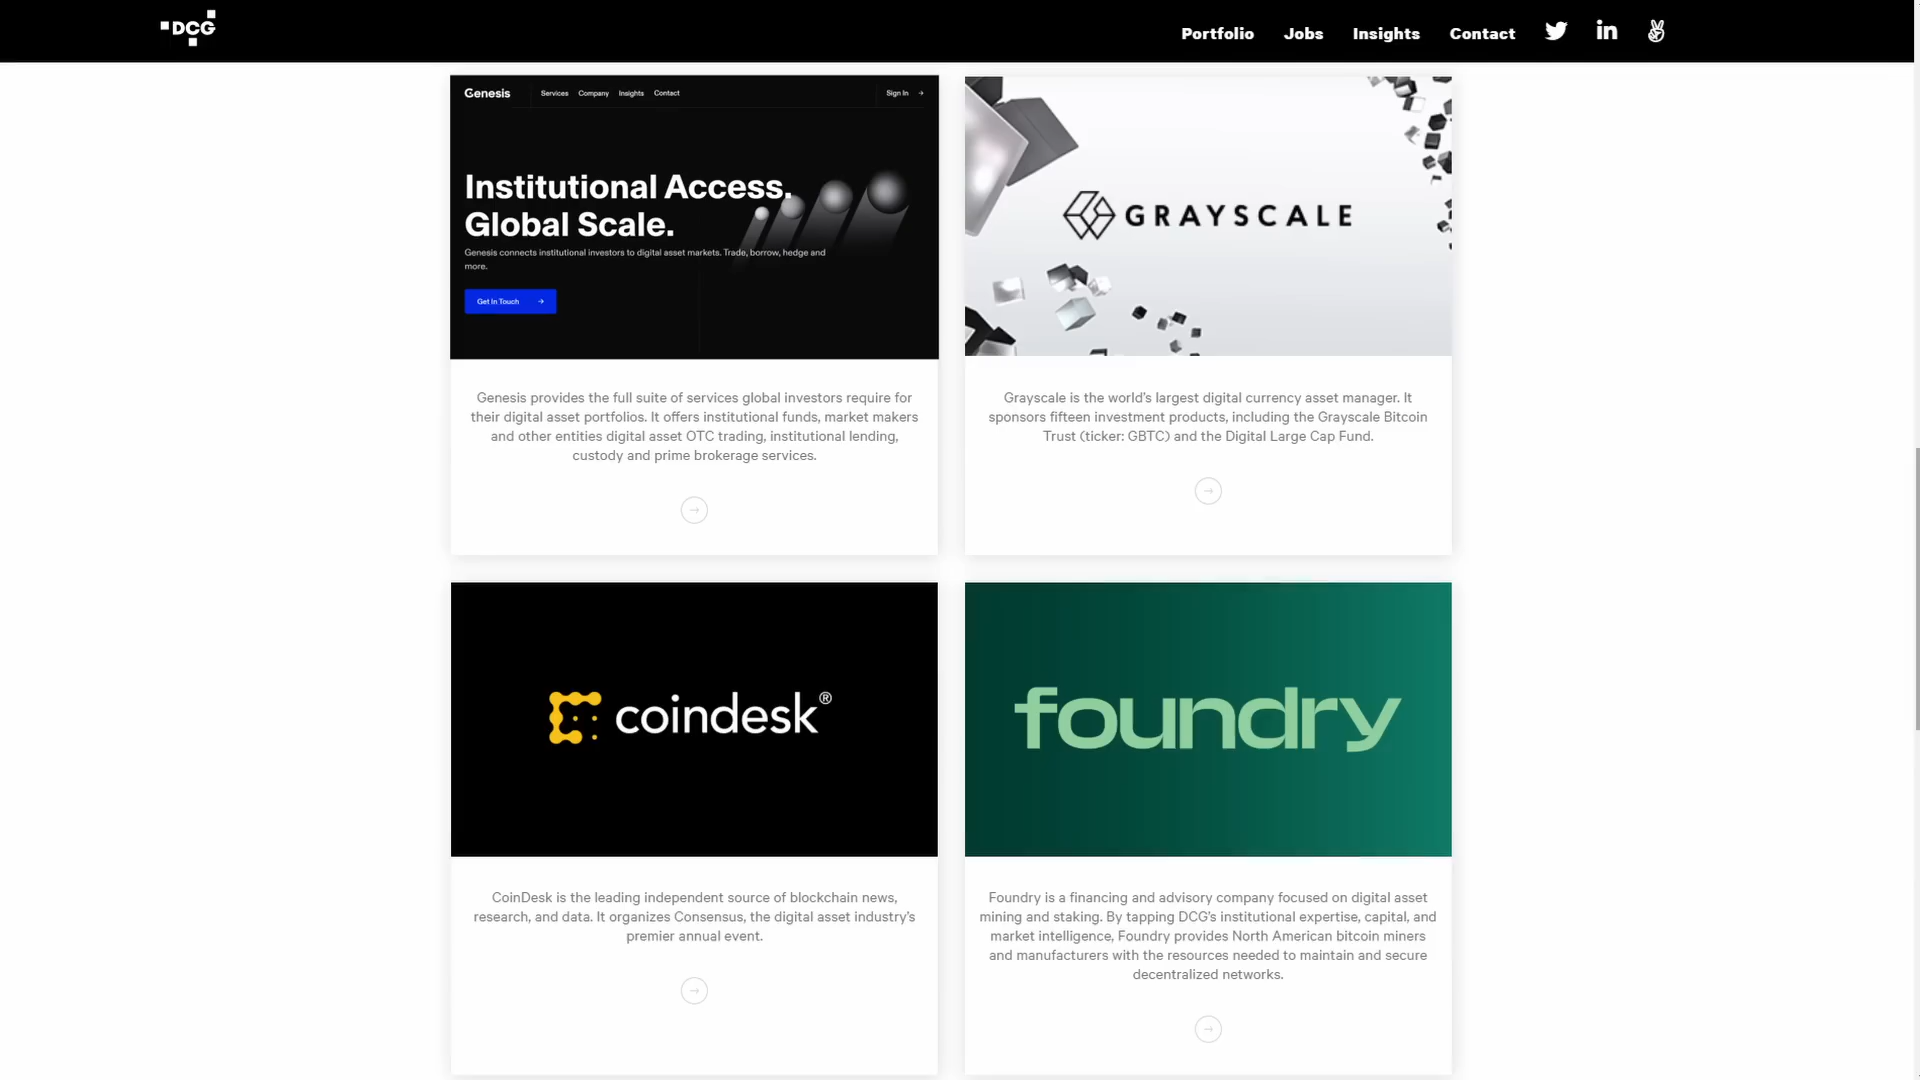 DCG
Portfolio Jobs Insights Contact
Genesis Services Company Insights Contact Sign In →
Institutional Access.
Global Scale.
Genesis connects institutional investors to digital asset markets. Trade, borrow, hedge and
more.
Get In Touch →
Genesis provides the full suite of services global investors require for
their digital asset portfolios. It offers institutional funds, market makers
and other entities digital asset OTC trading, institutional lending,
custody and prime brokerage services.
GRAYSCALE
Grayscale is the world's largest digital currency asset manager. It
sponsors fifteen investment products, including the Grayscale Bitcoin
Trust (ticker: GBTC) and the Digital Large Cap Fund.
coindesk®
CoinDesk is the leading independent source of blockchain news,
research, and data. It organizes Consensus, the digital asset industry's
premier annual event.
foundry
Foundry is a financing and advisory company focused on digital asset
mining and staking. By tapping DCG's institutional expertise, capital, and
market intelligence, Foundry provides North American bitcoin miners
and manufacturers with the resources needed to maintain and secure
decentralized networks.